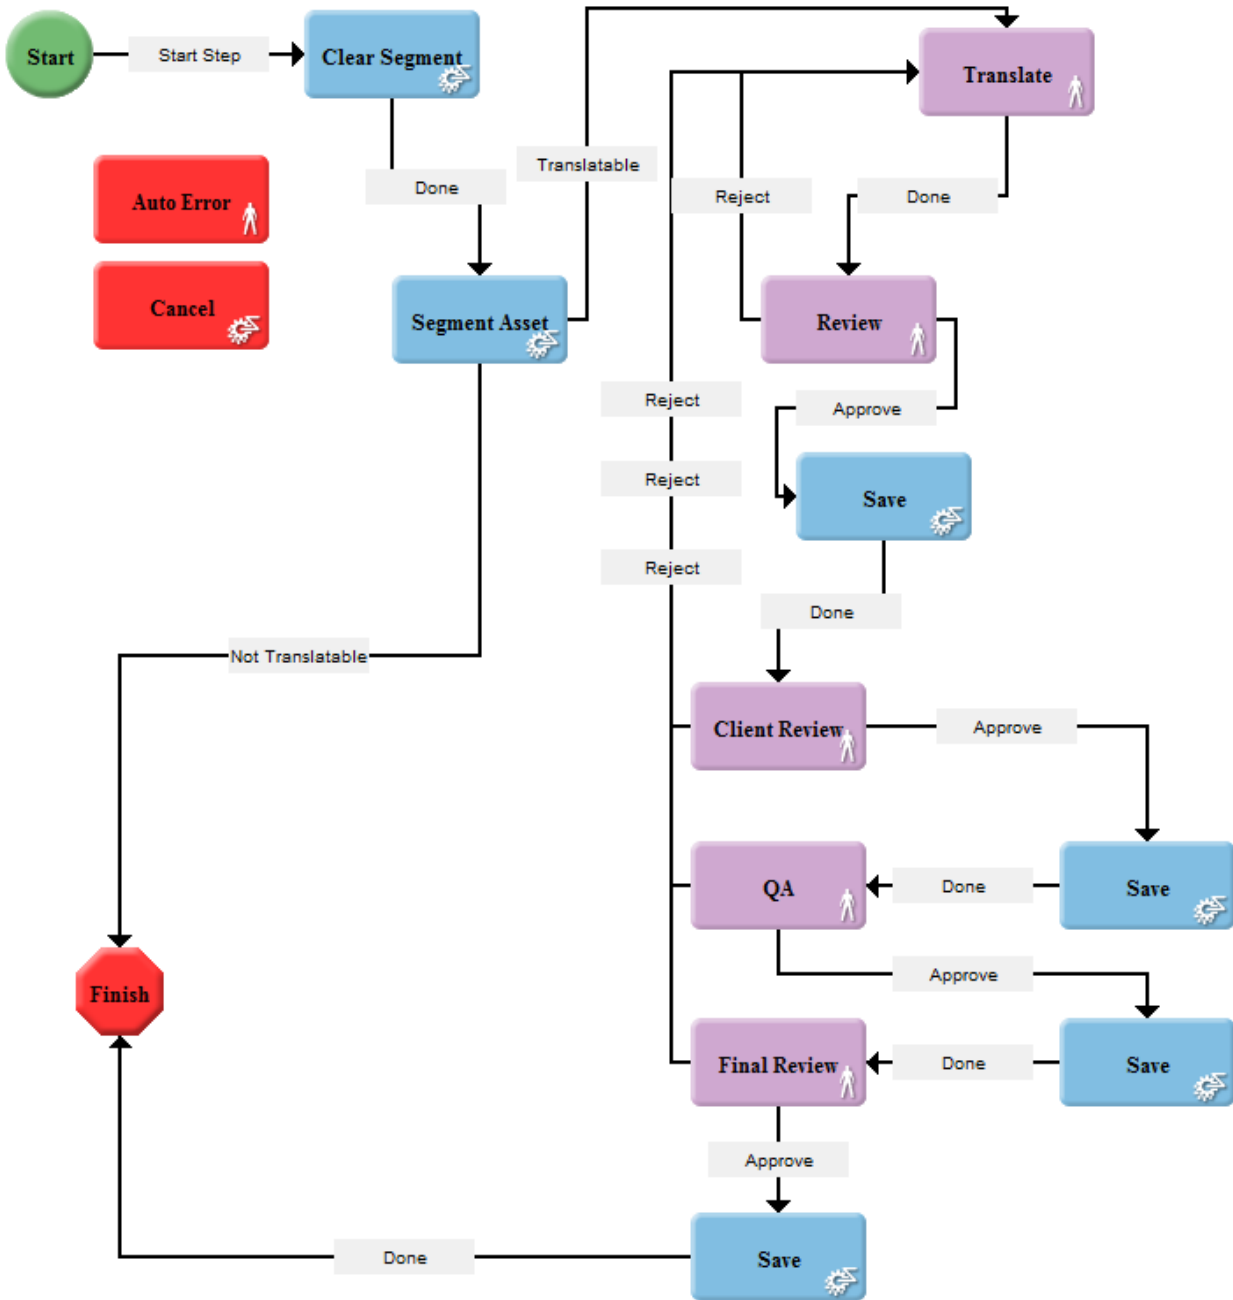 Start
Start Step
Clear Segment
Translate
Translatable
Done
Reject
Done
Auto Error
Cancel
Segment Asset
Review
Reject
Approve
Reject
Save
Reject
Done
Not Translatable
Client Review
Approve
QA
Done
Save
Approve
Finish
Final Review
Done
Save
Approve
Done
Save